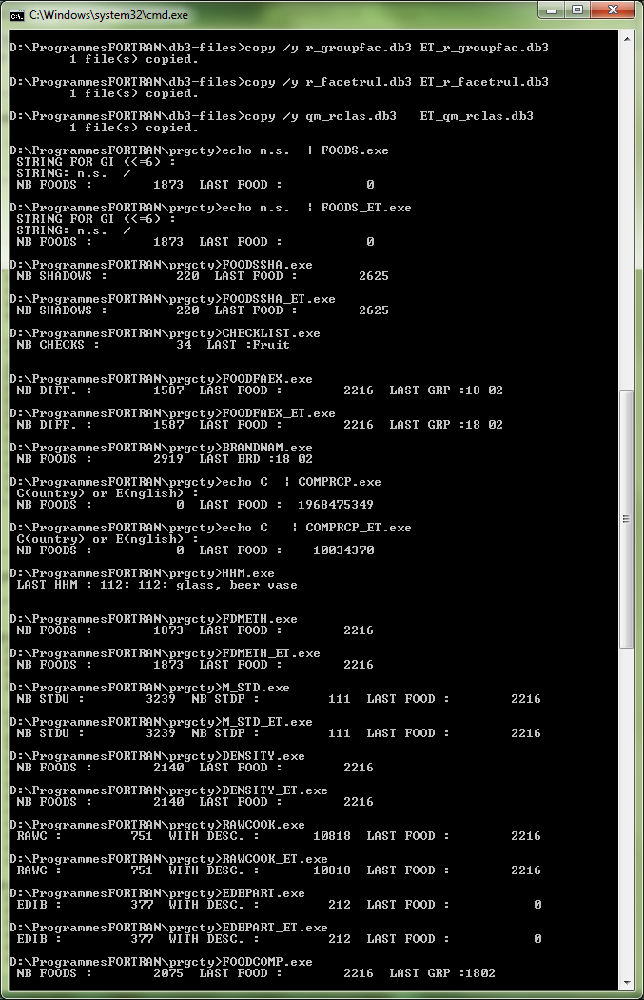 C:\Windows\system32\cmd.exe
D:\ProgrammesFORTRAN\db3-files>copy /y r_groupfac.db3 ET_r_groupfac.db3
1 file(s) copied.
D:\ProgrammesFORTRAN\db3-files>copy /y r_facetrul.db3 ET_r_facetrul.db3
1 file(s) copied.
D:\ProgrammesFORTRAN\db3-files>copy /y qm_rclas.db3 ET_qm_rclas.db3
1 file(s) copied.
D:\ProgrammesFORTRAN\prgcty>echo n.s. | FOODS.exe
STRING FOR GI (<=6) :
STRING: n.s. /
NB FOODS : 1873 LAST FOOD : 0
D:\ProgrammesFORTRAN\prgcty>echo n.s. | FOODS_ET.exe
STRING FOR GI (<=6) :
STRING: n.s. /
NB FOODS : 1873 LAST FOOD : 0
D:\ProgrammesFORTRAN\prgcty>FOODSSHA.exe
NB SHADOWS : 220 LAST FOOD : 2625
D:\ProgrammesFORTRAN\prgcty>FOODSSHA_ET.exe
NB SHADOWS : 220 LAST FOOD : 2625
D:\ProgrammesFORTRAN\prgcty>CHECKLIST.exe
NB CHECKS : 34 LAST :Fruit
D:\ProgrammesFORTRAN\prgcty>FOODFAEX.exe
NB DIFF. : 1587 LAST FOOD : 2216 LAST GRP :18 02
D:\ProgrammesFORTRAN\prgcty>FOODFAEX_ET.exe
NB DIFF. : 1587 LAST FOOD : 2216 LAST GRP :18 02
D:\ProgrammesFORTRAN\prgcty>BRANDNAM.exe
NB FOODS : 2919 LAST BRD :18 02
D:\ProgrammesFORTRAN\prgcty>echo C | COMPRCP.exe
C(ountry) or E(nglish) :
NB FOODS : 0 LAST FOOD : 1968475349
D:\ProgrammesFORTRAN\prgcty>echo C | COMPRCP_ET.exe
C(ountry) or E(nglish) :
NB FOODS : 0 LAST FOOD : 10034370
D:\ProgrammesFORTRAN\prgcty>HHM.exe
LAST HHM : 112: 112: glass, beer vase
D:\ProgrammesFORTRAN\prgcty>FDMETH.exe
NB FOODS : 1873 LAST FOOD : 2216
D:\ProgrammesFORTRAN\prgcty>FDMETH_ET.exe
NB FOODS : 1873 LAST FOOD : 2216
D:\ProgrammesFORTRAN\prgcty>M_STD.exe
NB STDU : 3239 NB STDP : 111 LAST FOOD : 2216
D:\ProgrammesFORTRAN\prgcty>M_STD_ET.exe
NB STDU : 3239 NB STDP : 111 LAST FOOD : 2216
D:\ProgrammesFORTRAN\prgcty>DENSITY.exe
NB FOODS : 2140 LAST FOOD : 2216
D:\ProgrammesFORTRAN\prgcty>DENSITY_ET.exe
NB FOODS : 2140 LAST FOOD : 2216
D:\ProgrammesFORTRAN\prgcty>RAWCOOK.exe
RAWC : 751 WITH DESC. : 10818 LAST FOOD : 2216
D:\ProgrammesFORTRAN\prgcty>RAWCOOK_ET.exe
RAWC : 751 WITH DESC. : 10818 LAST FOOD : 2216
D:\ProgrammesFORTRAN\prgcty>EDBPART.exe
EDIB : 377 WITH DESC. : 212 LAST FOOD : 0
D:\ProgrammesFORTRAN\prgcty>EDBPART_ET.exe
EDIB : 377 WITH DESC. : 212 LAST FOOD : 0
D:\ProgrammesFORTRAN\prgcty>FOODCOMP.exe
NB FOODS : 2075 LAST FOOD : 2216 LAST GRP :1802